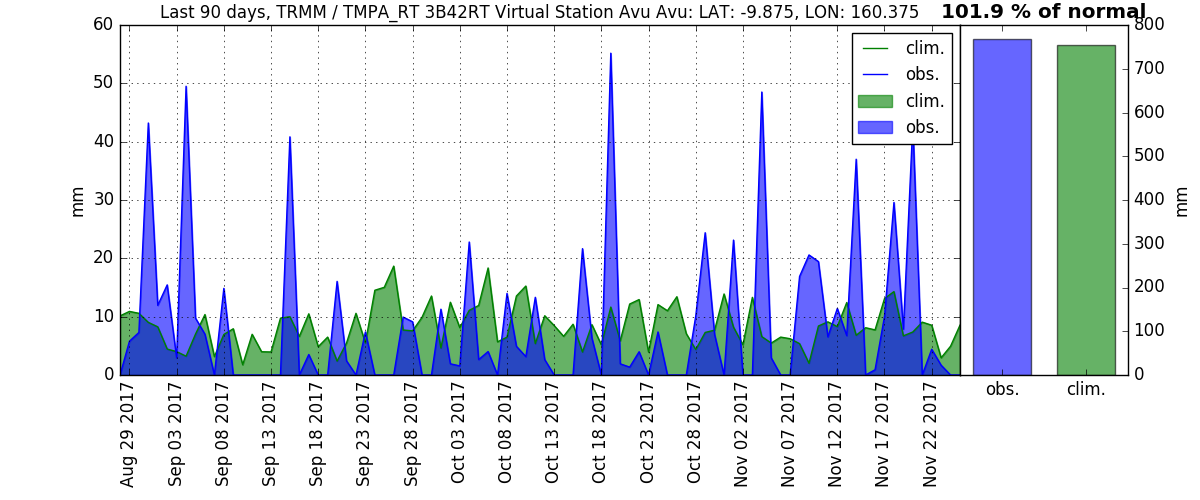 Last 90 days, TRMM / TMPA_RT 3B42RT Virtual Station Avu Avu: LAT: -9.875, LON: 160.375
101.9 % of normal
60
50
40
30
20
10
0
mm
clim.
obs.
clim.
obs.
Aug 29 2017
Sep 03 2017
Sep 08 2017
Sep 13 2017
Sep 18 2017
Sep 23 2017
Sep 28 2017
Oct 03 2017
Oct 08 2017
Oct 13 2017
Oct 18 2017
Oct 23 2017
Oct 28 2017
Nov 02 2017
Nov 07 2017
Nov 12 2017
Nov 17 2017
Nov 22 2017
800
700
600
500
400
300
200
100
0
mm
obs.
clim.